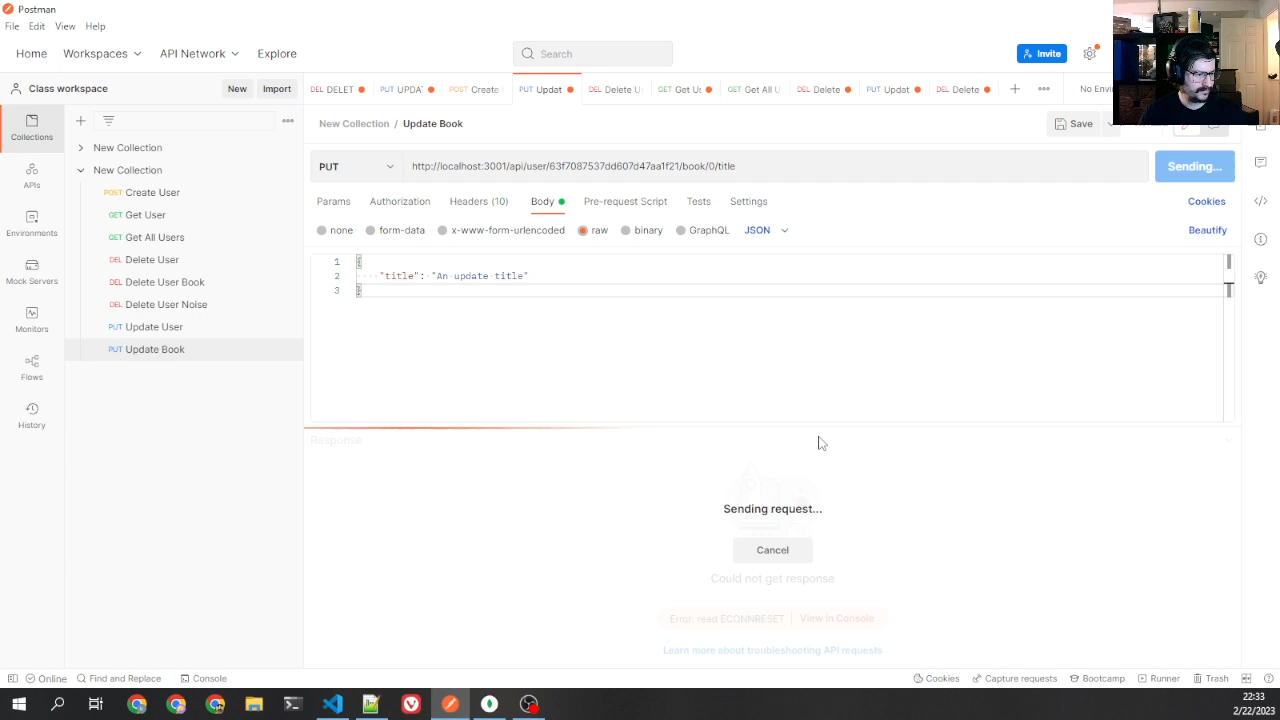 Postman
File Edit View Help
Home Workspaces API Network Explore
Search
Invite
Class workspace
New Import
DEL DELET PUT UPDAT POST Create PUT Updat DEL Delete U GET Get Us GET Get All U DEL Delete PUT Updat DEL Delete No Envi
New Collection / Update Book
Save
Collections
APIs
Environments
Mock Servers
Monitors
Flows
History
New Collection
New Collection
POST Create User
GET Get User
GET Get All Users
DEL Delete User
DEL Delete User Book
DEL Delete User Noise
PUT Update User
PUT Update Book
PUT http://localhost:3001/api/user/63f7087537dd607d47aa1f21/book/0/title Sending...
Params Authorization Headers (10) Body Pre-request Script Tests Settings Cookies
none form-data x-www-form-urlencoded raw binary GraphQL JSON Beautify
1 {
2 "title": "An update title"
3 }
Response
Sending request...
Cancel
Could not get response
Error: read ECONNRESET View in Console
Learn more about troubleshooting API requests
Online Find and Replace Console Cookies Capture requests Bootcamp Runner Trash
22:33
2/22/2023